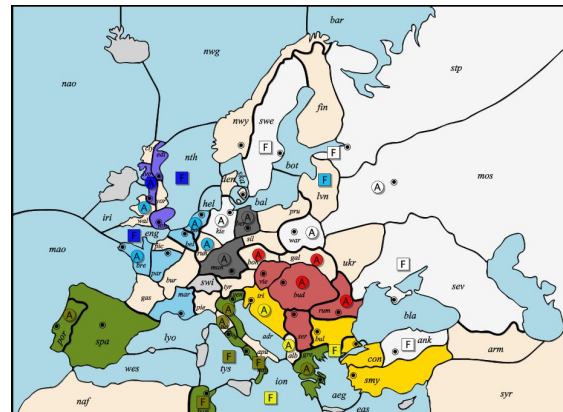 bar
nwg
nao
stp
fin
swe
nwy
F
F
nth
bot
F
F
A
mos
A
lvn
den
A
hel
bal
iri
wal
A
A
kie
A
pru
eng
bel
sil
A
war
F
A
ruh
mao
pic
A
bre
mun
A
A
boh
A
gal
ukr
par
vie
bur
A
swi
tyr
bud
F
sev
gas
mar
pie
A
tri
A
rum
A
bla
ser
F
ank
lyo
adr
A
bul
por
A
spa
apu
A
alb
F
F
con
arm
wes
tys
F
F
gre
A
smy
ion
F
aeg
naf
eas
syr